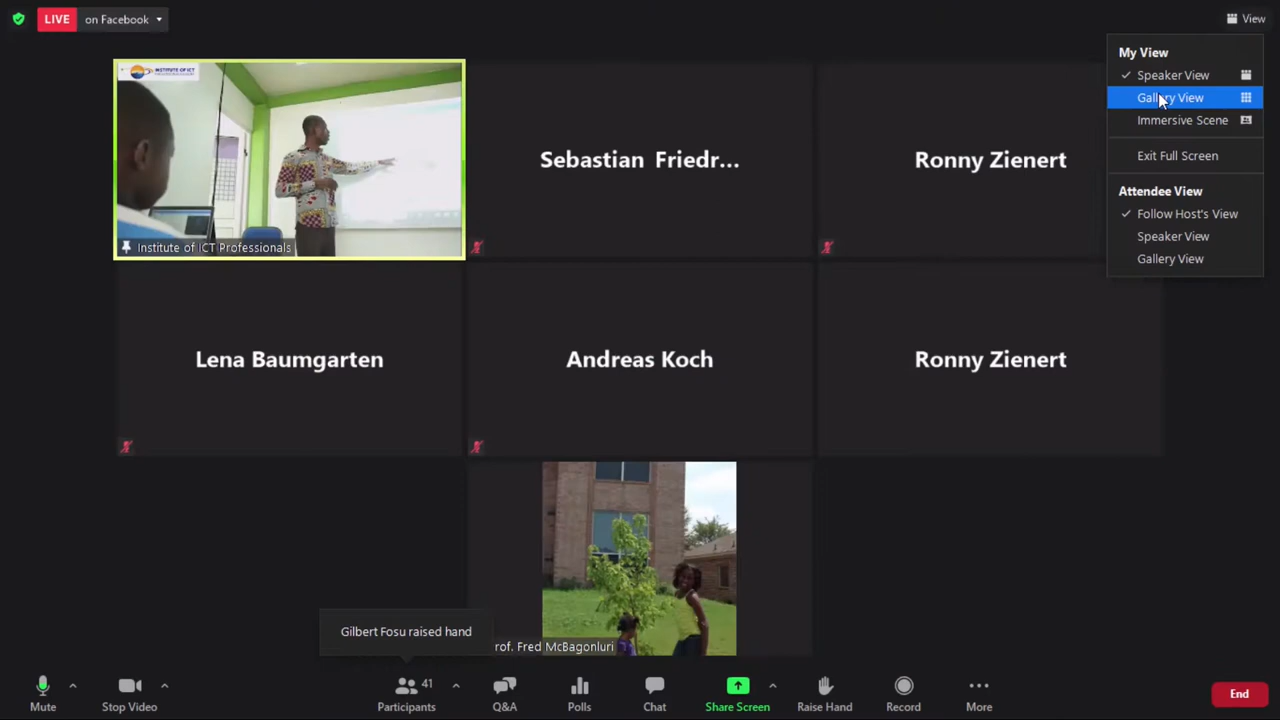 LIVE on Facebook
View
My View
Speaker View
Gallery View
Immersive Scene
Exit Full Screen
Attendee View
Follow Host's View
Speaker View
Gallery View
INSTITUTE OF ICT
Institute of ICT Professionals
Sebastian Friedr...
Ronny Zienert
Lena Baumgarten
Andreas Koch
Ronny Zienert
Gilbert Fosu raised hand
rof. Fred McBagonluri
Mute
Stop Video
41
Participants
Q&A
Polls
Chat
Share Screen
Raise Hand
Record
More
End